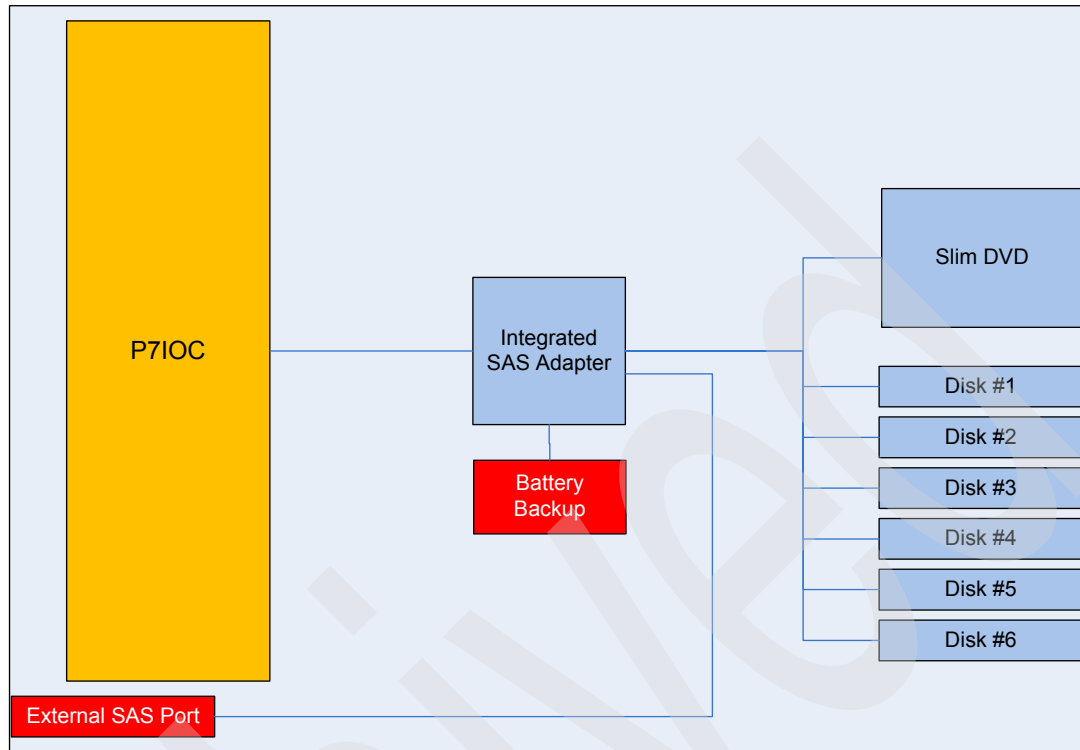 P7IOC
Integrated
SAS Adapter
Battery
Backup
External SAS Port
Slim DVD
Disk #1
Disk #2
Disk #3
Disk #4
Disk #5
Disk #6